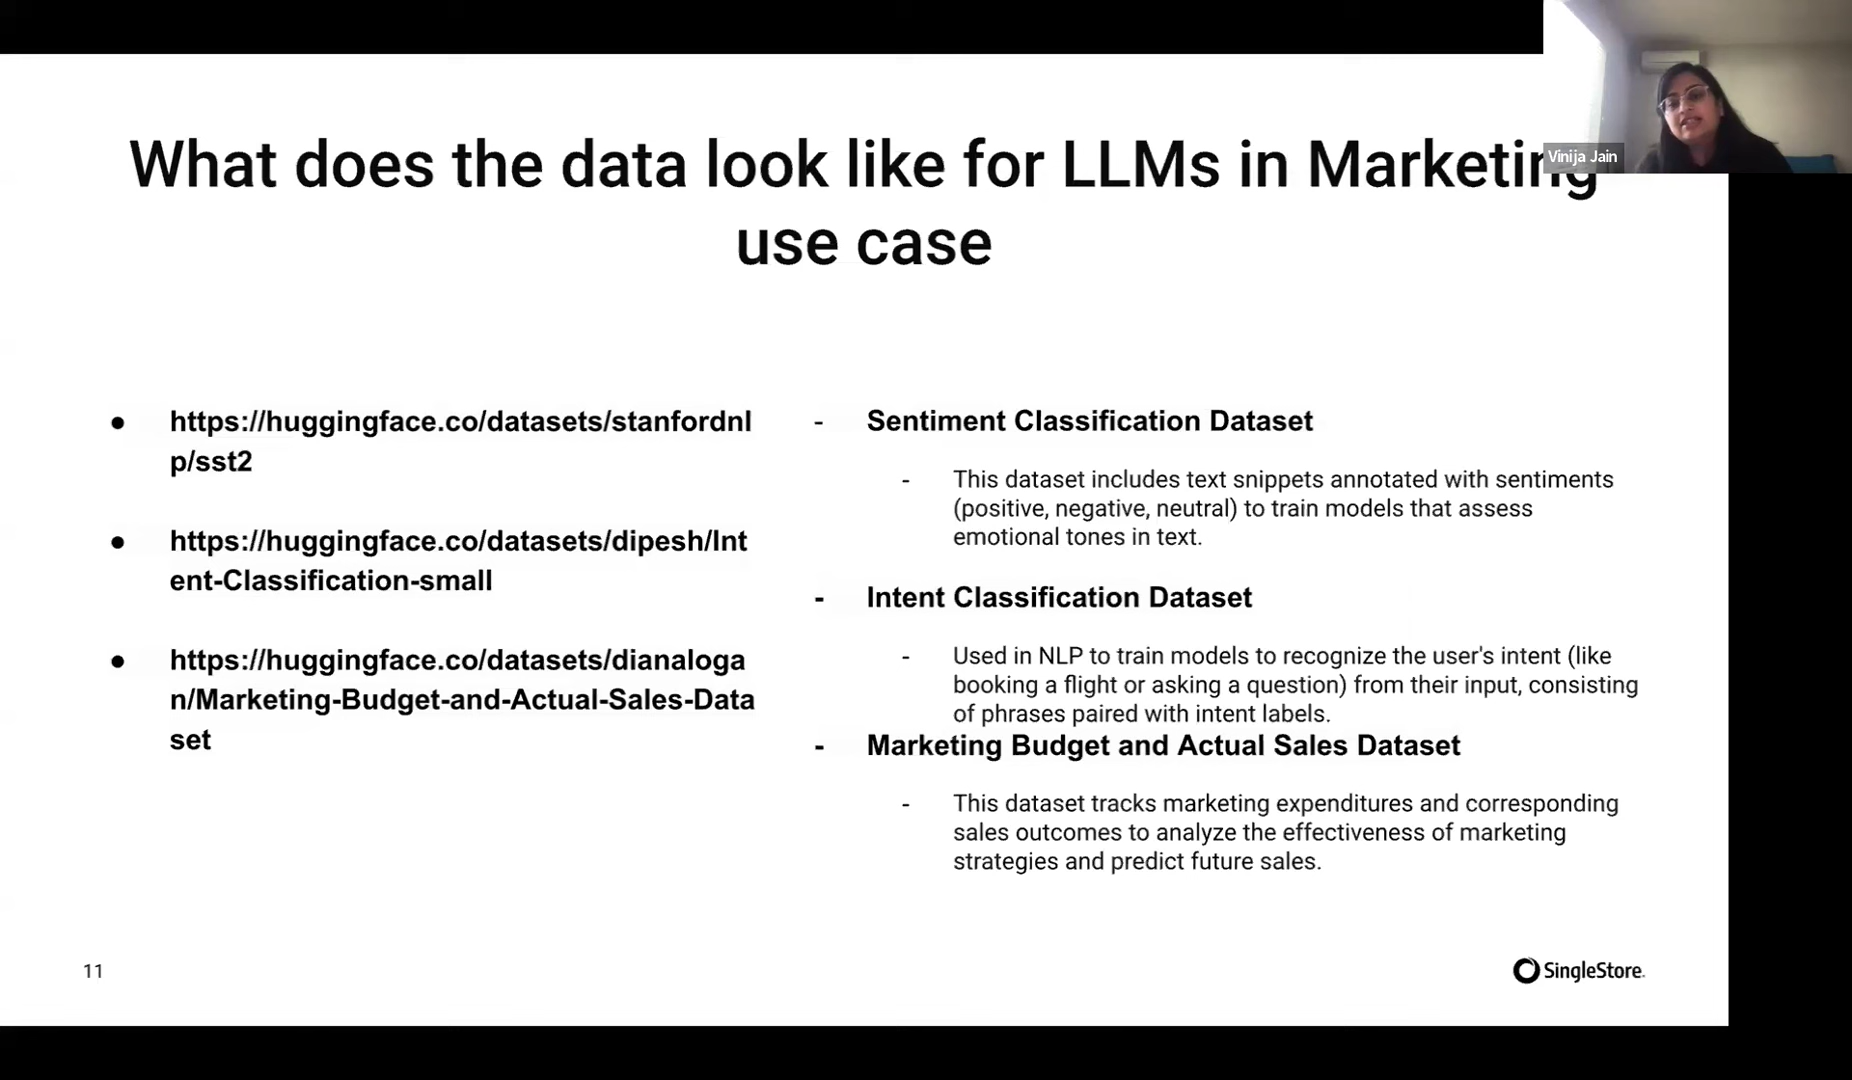 Vinija Jain
What does the data look like for LLMs in Marketing
use case
● https://huggingface.co/datasets/stanfordnl
p/sst2
● https://huggingface.co/datasets/dipesh/Int
ent-Classification-small
● https://huggingface.co/datasets/dianaloga
n/Marketing-Budget-and-Actual-Sales-Data
set
- Sentiment Classification Dataset
- This dataset includes text snippets annotated with sentiments
(positive, negative, neutral) to train models that assess
emotional tones in text.
- Intent Classification Dataset
- Used in NLP to train models to recognize the user's intent (like
booking a flight or asking a question) from their input, consisting
of phrases paired with intent labels.
- Marketing Budget and Actual Sales Dataset
- This dataset tracks marketing expenditures and corresponding
sales outcomes to analyze the effectiveness of marketing
strategies and predict future sales.
11
SingleStore.